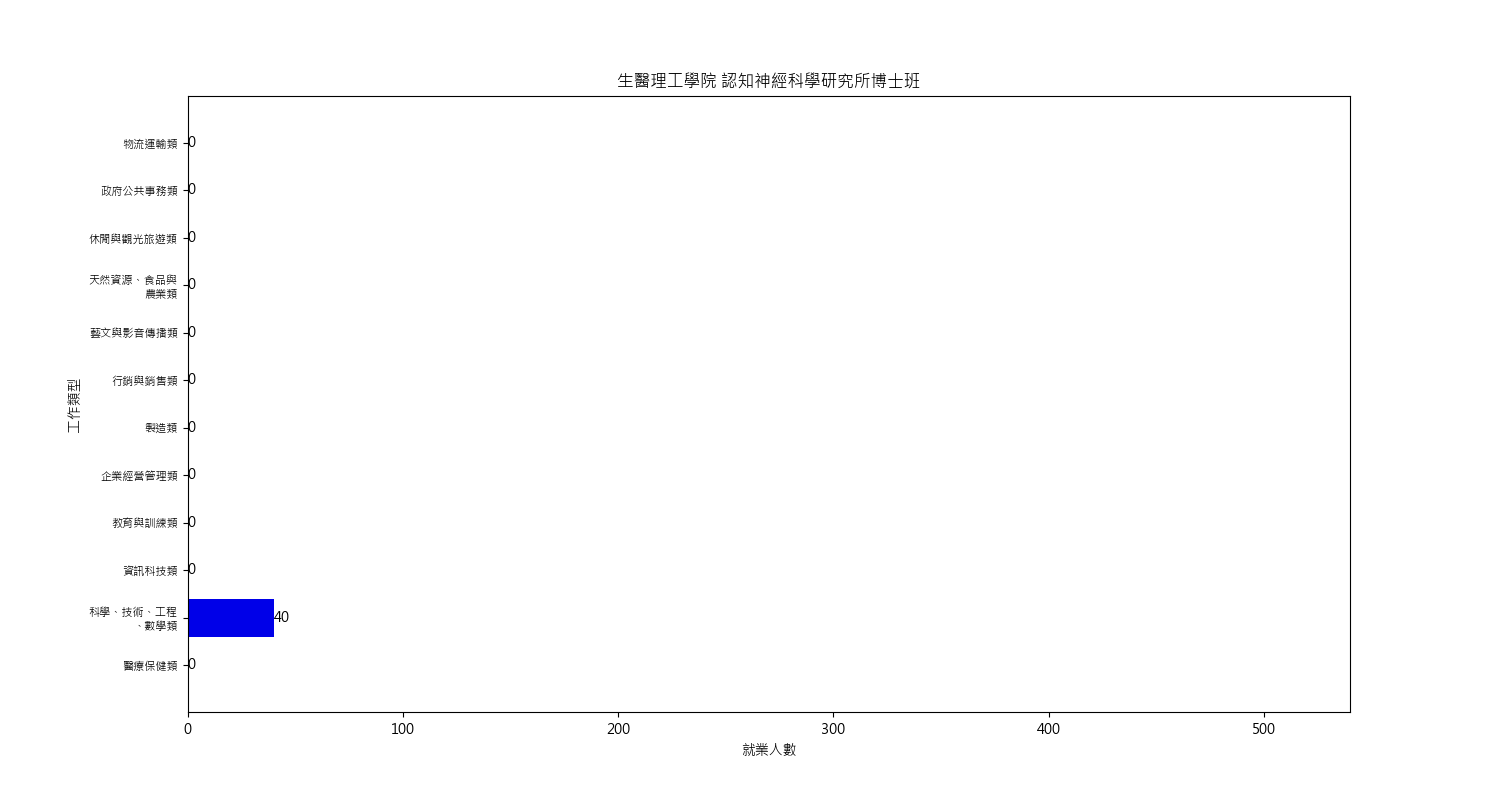 生醫理工學院 認知神經科學研究所博士班
工作類型
物流運輸類
0
政府公共事務類
0
休閒與觀光旅遊類
0
天然資源、食品與
農業類
0
藝文與影音傳播類
0
行銷與銷售類
0
製造類
0
企業經營管理類
0
教育與訓練類
0
資訊科技類
0
科學、技術、工程
、數學類
40
醫療保健類
0
0 100 200 300 400 500
就業人數